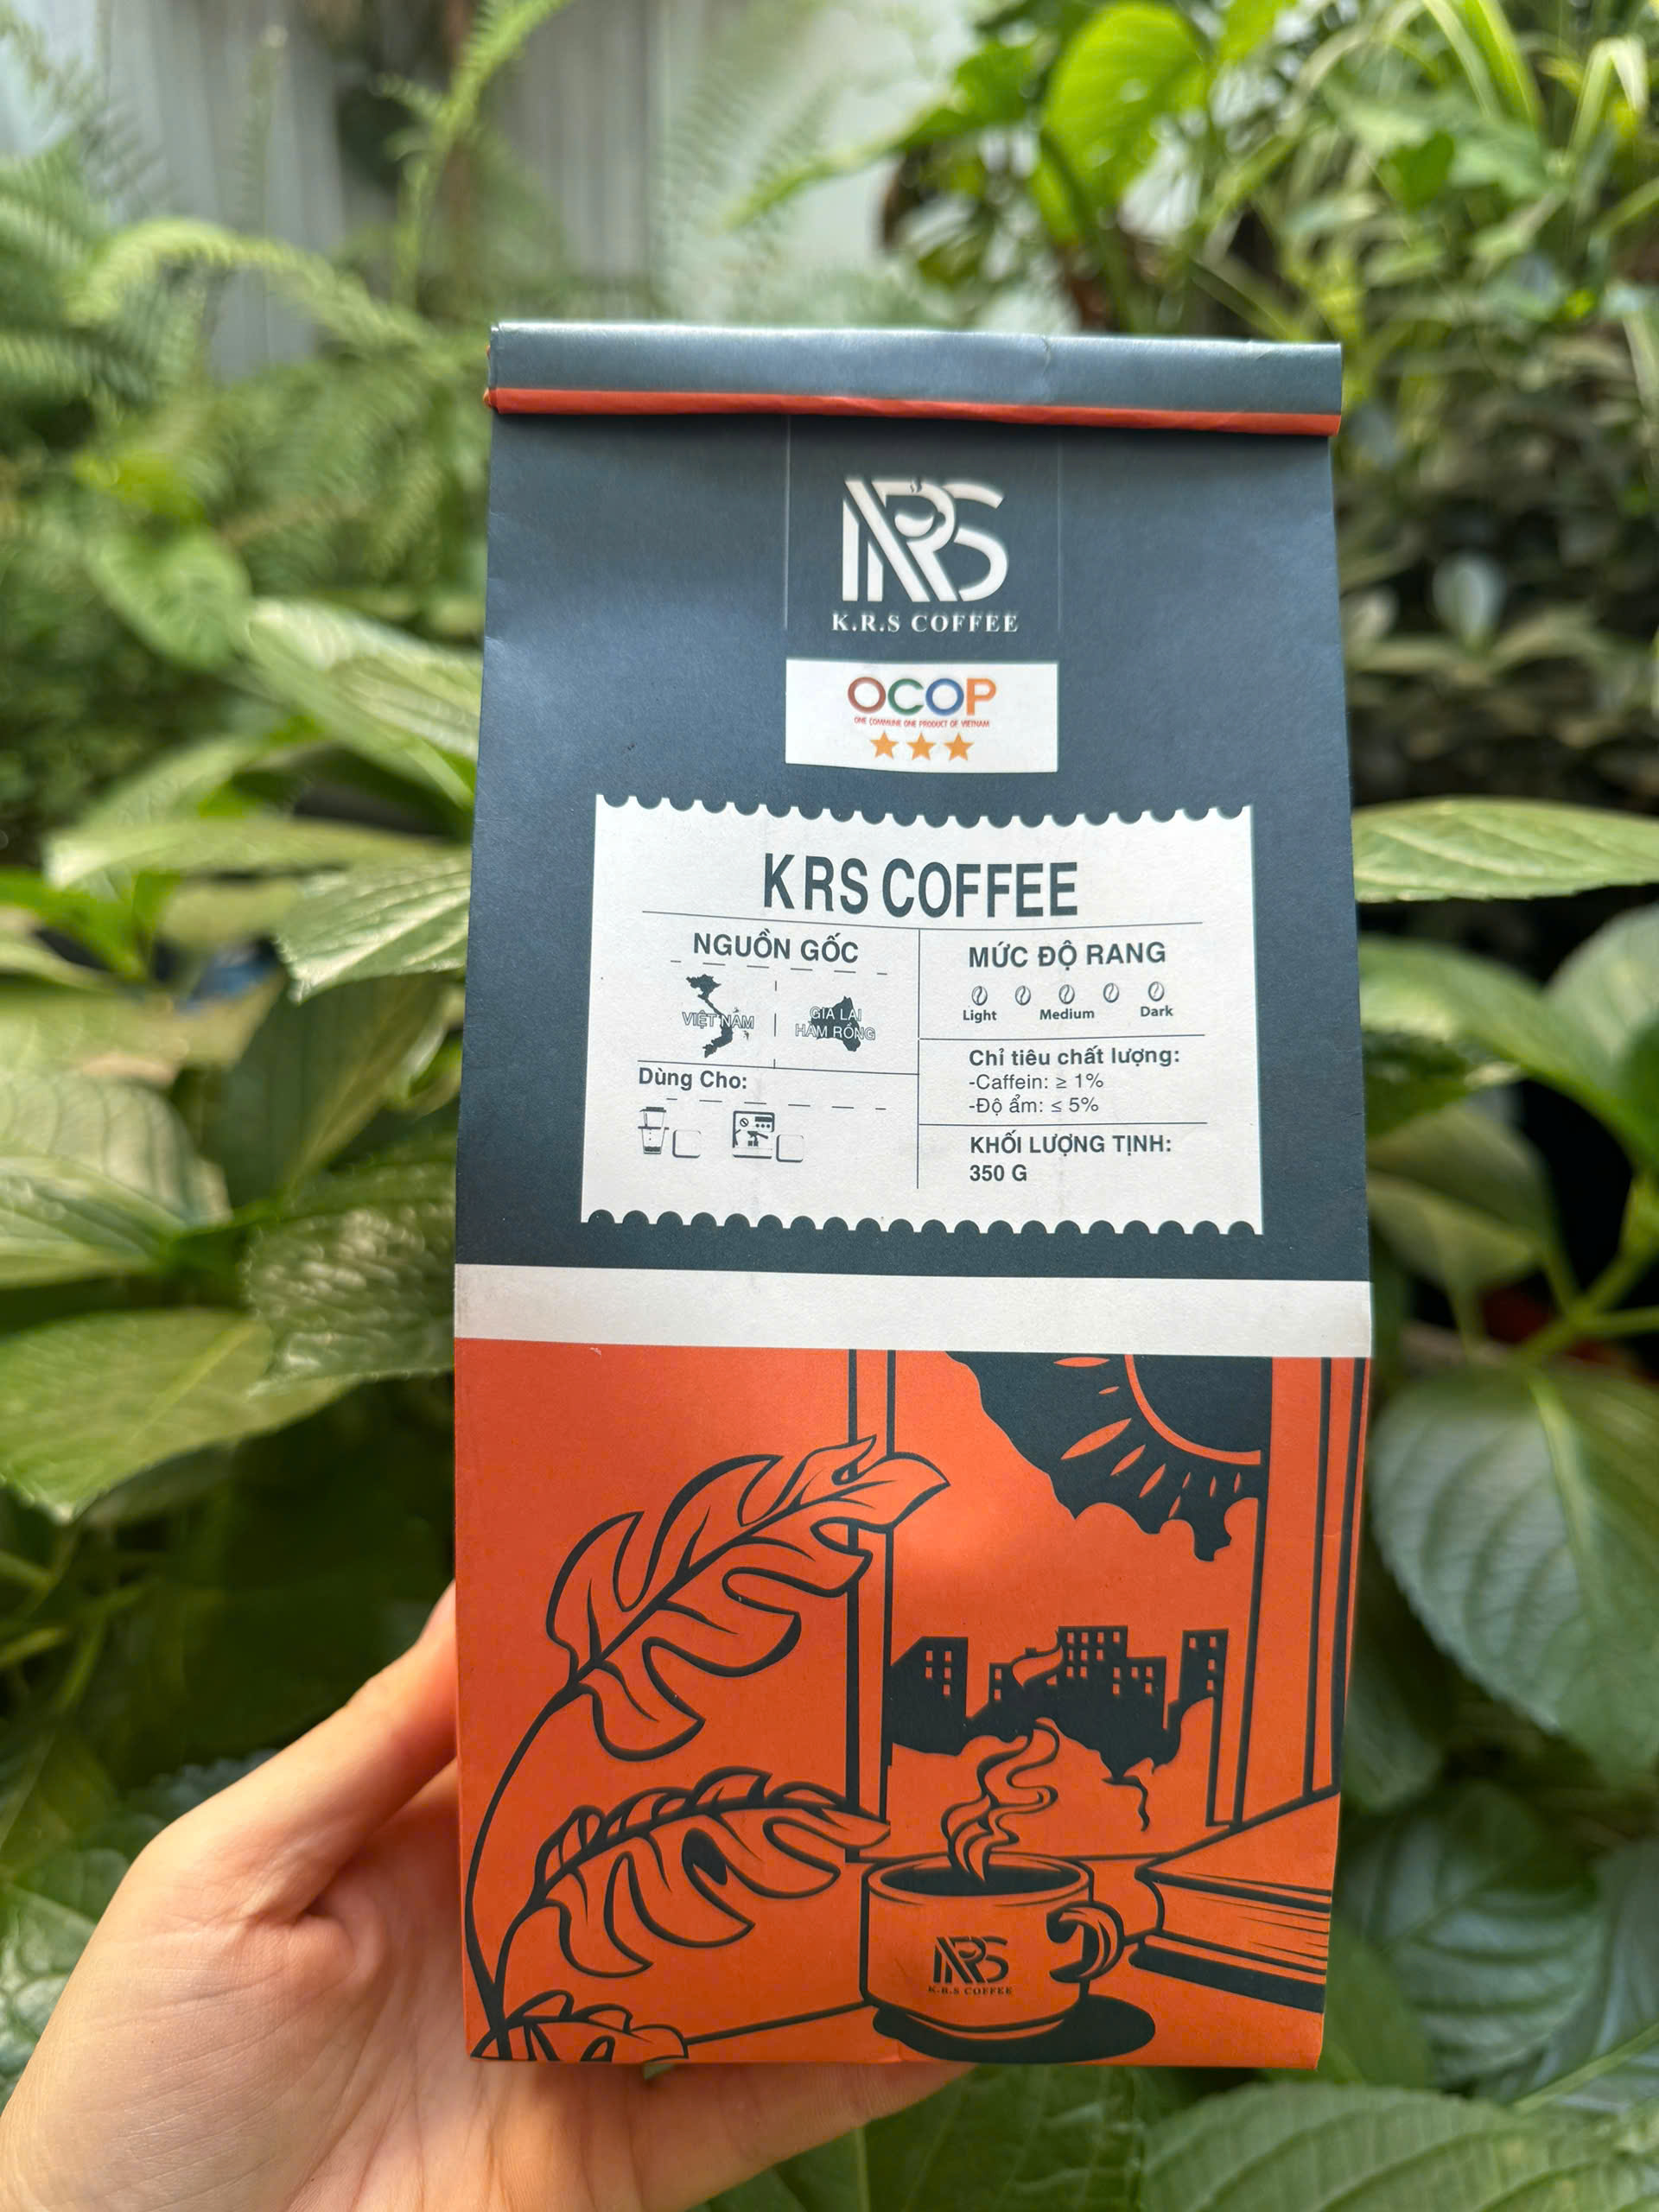 KRS
K.R.S COFFEE
OCOP
ONE COMMUNE ONE PRODUCT OF VIETNAM
KRS COFFEE
NGUỒN GỐC
VIỆT NAM
GIA LAI
HÀM RỒNG
Dùng Cho:
MỨC ĐỘ RANG
Light Medium Dark
Chỉ tiêu chất lượng:
-Caffein: ≥ 1%
-Độ ẩm: ≤ 5%
KHỐI LƯỢNG TỊNH:
350 G
KRS
K.R.S COFFEE